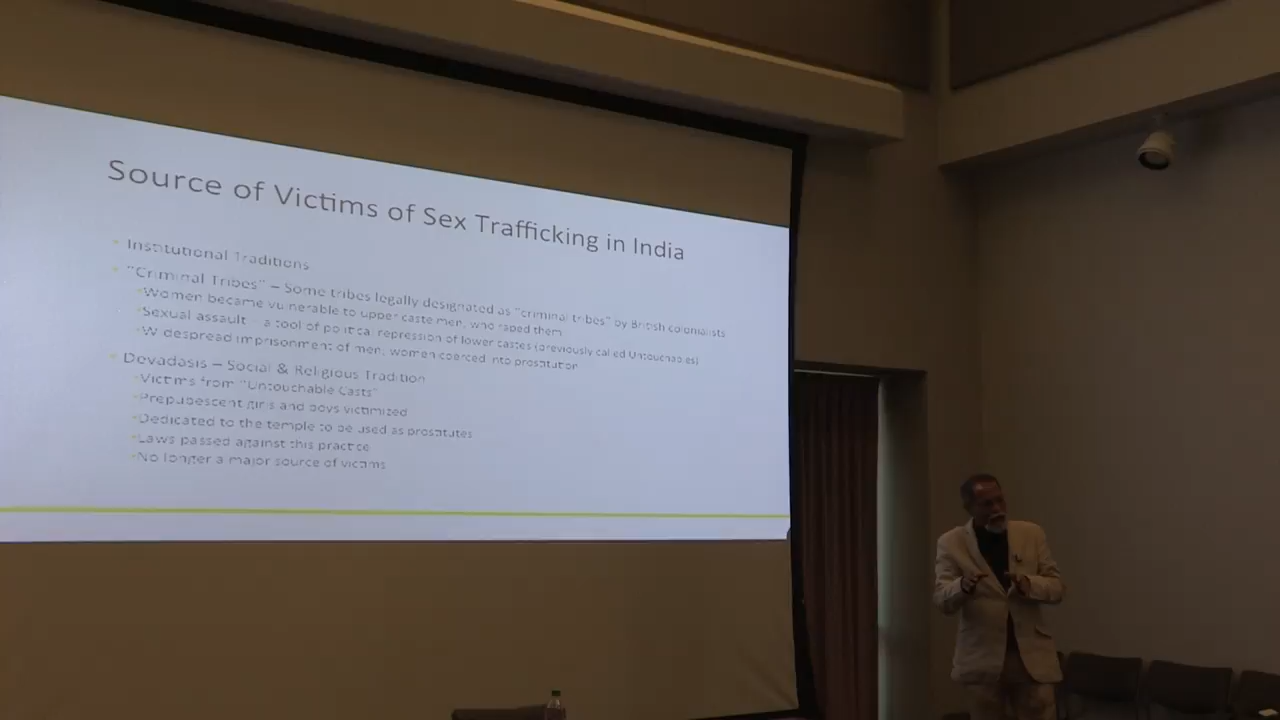 Source of Victims of Sex Trafficking in India
Institutional Traditions
"Criminal Tribes" – Some tribes legally designated as "criminal tribes" by British colonialists
Women became vulnerable to upper caste men, who raped them
Sexual assault – a tool of political repression of lower castes (previously called Untouchables)
Widespread imprisonment of men, women coerced into prostitution
Devadasis – Social & Religious Tradition
Victims from "Untouchable Casts"
Prepubescent girls and boys victimized
Dedicated to the temple to be used as prostitutes
Laws passed against this practice
No longer a major source of victims